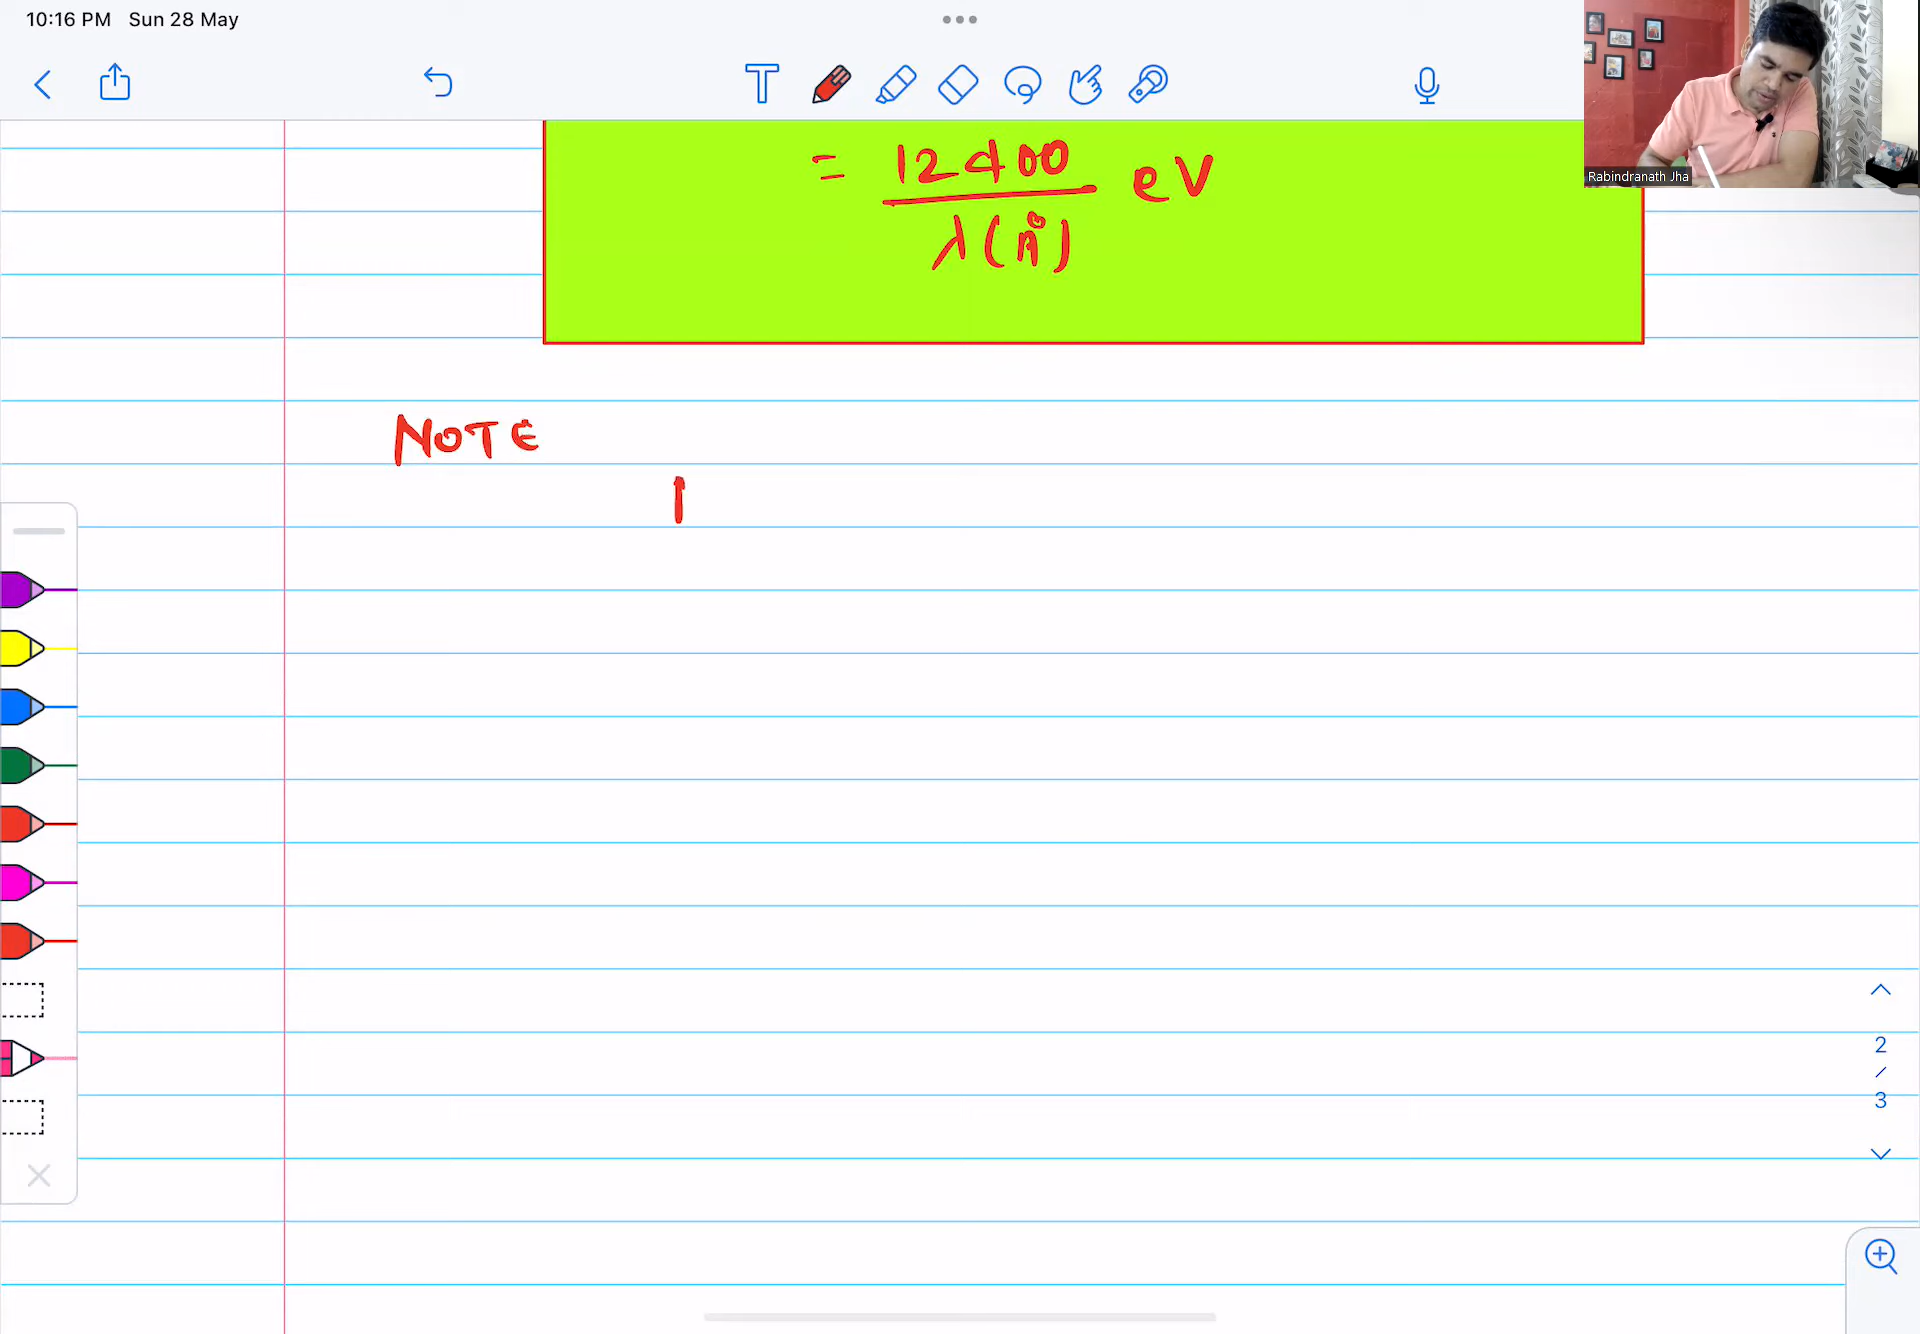 10:16 PM Sun 28 May
T
Rabindranath Jha
= 12400 / λ(Å) eV
NOTE
2
/
3